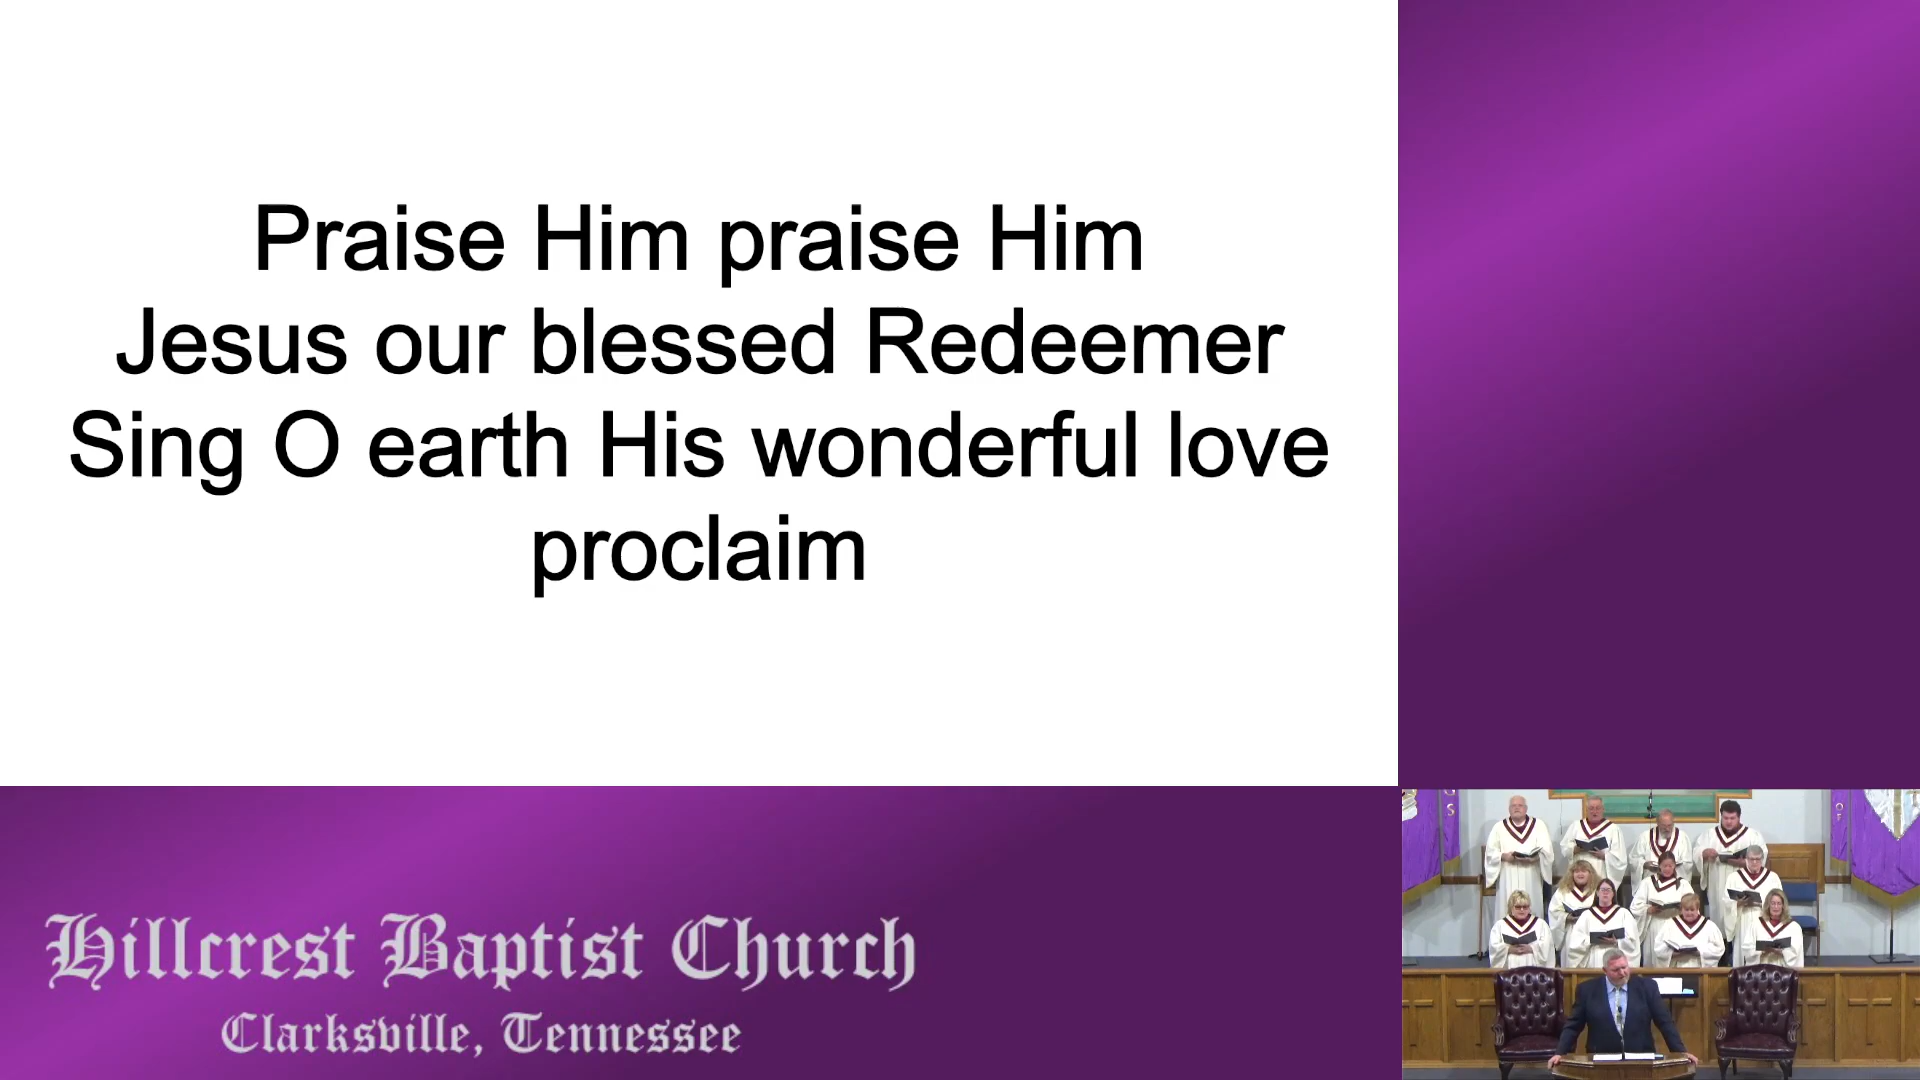 Praise Him praise Him
Jesus our blessed Redeemer
Sing O earth His wonderful love
proclaim
Hillcrest Baptist Church
Clarksville, Tennessee